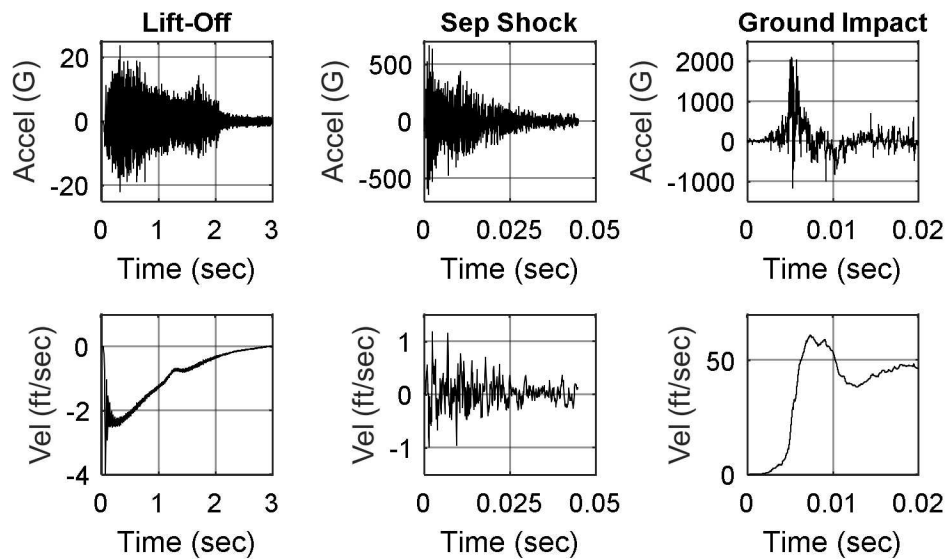 Lift-Off
Sep Shock
Ground Impact
Accel (G)
20
0
-20
0 1 2 3
Time (sec)
Accel (G)
500
0
-500
0 0.025 0.05
Time (sec)
Accel (G)
2000
1000
0
-1000
0 0.01 0.02
Time (sec)
Vel (ft/sec)
0
-2
-4
0 1 2 3
Time (sec)
Vel (ft/sec)
1
0
-1
0 0.025 0.05
Time (sec)
Vel (ft/sec)
50
0
0 0.01 0.02
Time (sec)